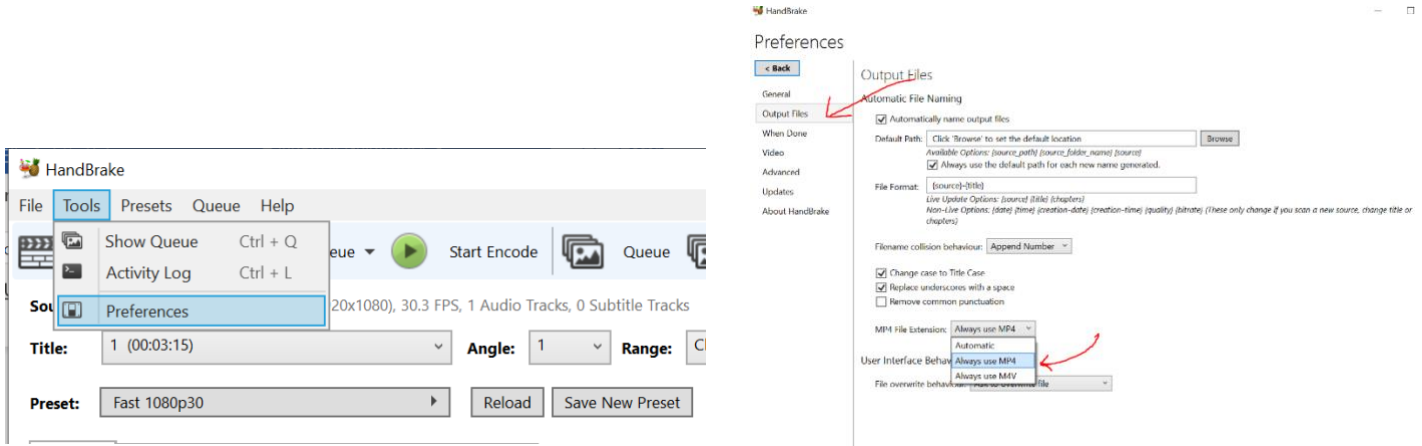 HandBrake
File Tools Presets Queue Help
Show Queue Ctrl + Q
Activity Log Ctrl + L
Preferences
eue Start Encode Queue
Sou 20x1080), 30.3 FPS, 1 Audio Tracks, 0 Subtitle Tracks
Title: 1 (00:03:15) Angle: 1 Range: C
Preset: Fast 1080p30 Reload Save New Preset
HandBrake
Preferences
< Back
General
Output Files
When Done
Video
Advanced
Updates
About HandBrake
Output Files
Automatic File Naming
Automatically name output files
Default Path: Click 'Browse' to set the default location Browse
Available Options: {source_path} {source_folder_name} {source}
Always use the default path for each new name generated.
File Format: {source}-{title}
Live Update Options: {source} {title} {chapters}
Non-Live Options: {date} {time} {creation-date} {creation-time} {quality} {bitrate} (These only change if you scan a new source, change title or
chapters)
Filename collision behaviour: Append Number
Change case to Title Case
Replace underscores with a space
Remove common punctuation
MP4 File Extension: Always use MP4
Automatic
Always use MP4
Always use M4V
User Interface Behav
File overwrite behaviour: file